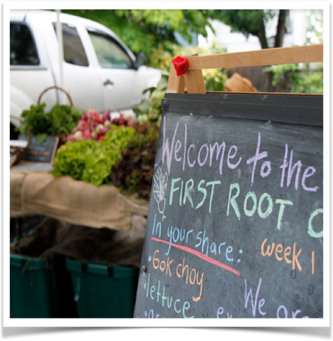 Welcome to the
FIRST ROOT
In your share:
week 1
• bok choy
• lettuce
We